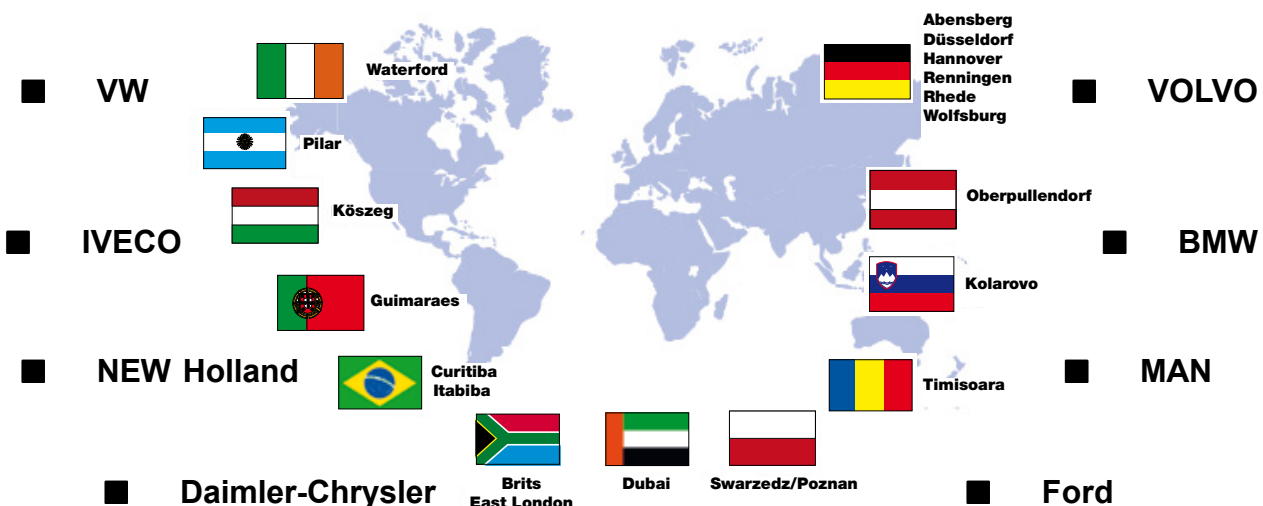 Abensberg
Düsseldorf
Hannover
Renningen
Rhede
Wolfsburg
Waterford
■ VW
■ VOLVO
Pilar
Oberpullendorf
Köszeg
■ IVECO
■ BMW
Kolarovo
Guimaraes
■ NEW Holland
Curitiba
Itabiba
Timisoara
■ MAN
Brits
East London
Dubai
Swarzedz/Poznan
■ Daimler-Chrysler
■ Ford